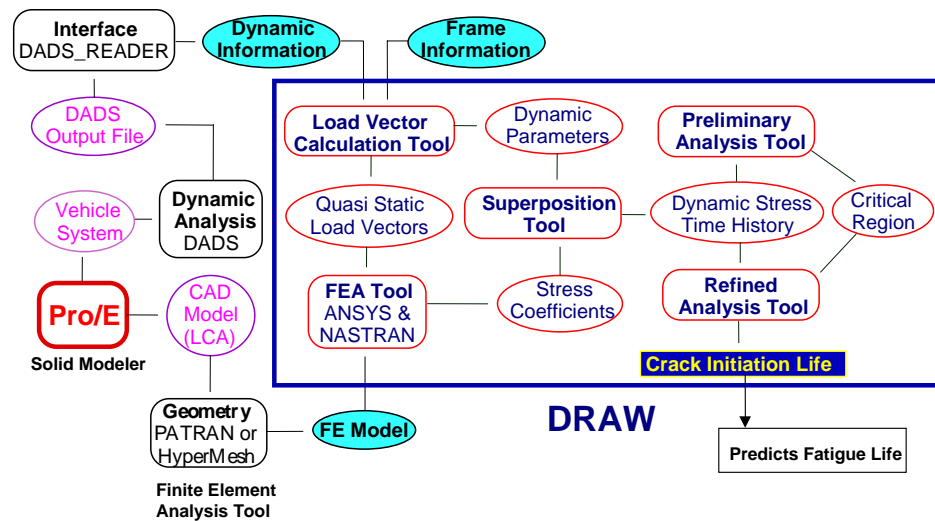 Interface
DADS_READER
Dynamic
Information
Frame
Information
DADS
Output File
Load Vector
Calculation Tool
Dynamic
Parameters
Preliminary
Analysis Tool
Vehicle
System
Dynamic
Analysis
DADS
Quasi Static
Load Vectors
Superposition
Tool
Dynamic Stress
Time History
Critical
Region
Pro/E
Solid Modeler
CAD
Model
(LCA)
FEA Tool
ANSYS &
NASTRAN
Stress
Coefficients
Refined
Analysis Tool
Crack Initiation Life
Geometry
PATRAN or
HyperMesh
FE Model
DRAW
Predicts Fatigue Life
Finite Element
Analysis Tool